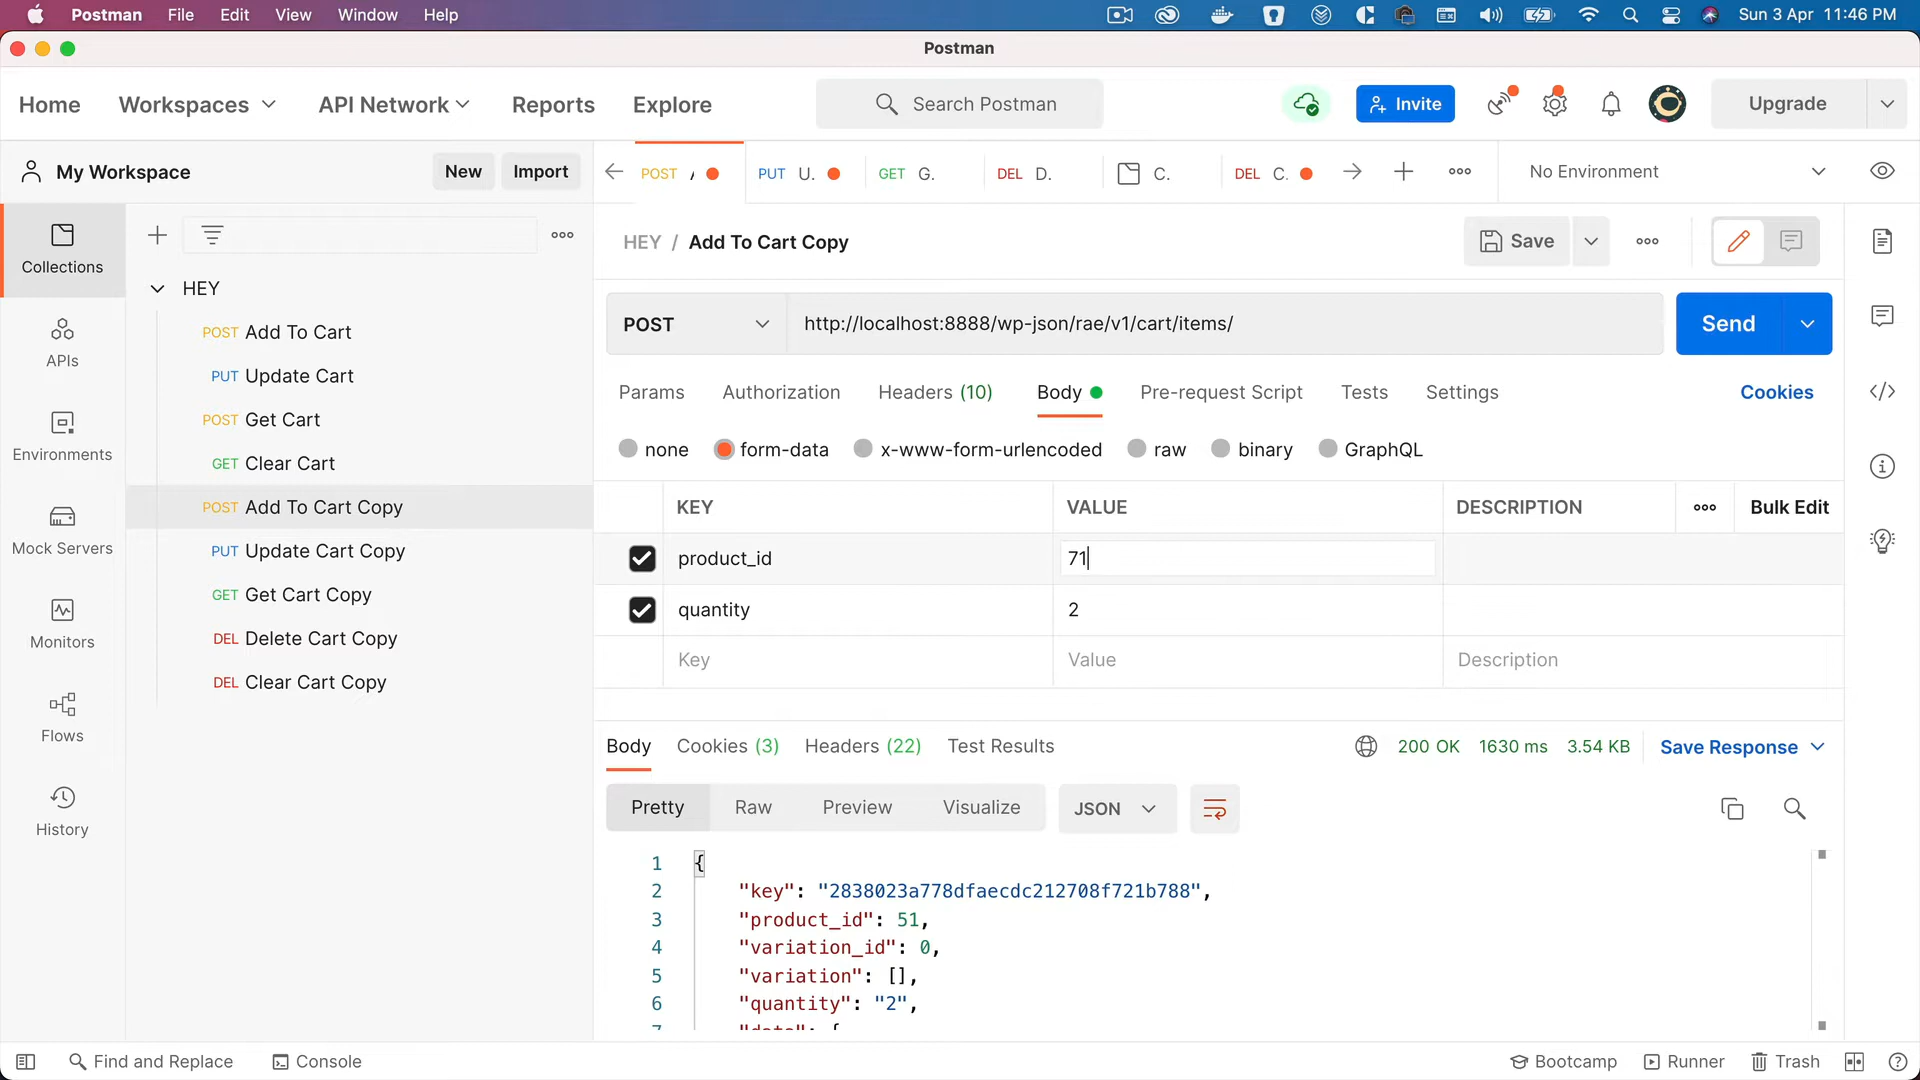 Postman File Edit View Window Help Sun 3 Apr 11:46 PM
Postman
Home Workspaces API Network Reports Explore Search Postman Invite Upgrade
My Workspace New Import POST PUT U. GET G. DEL D. C. DEL C. No Environment
HEY / Add To Cart Copy Save
Collections
APIs
Environments
Mock Servers
Monitors
Flows
History
HEY
POST Add To Cart
PUT Update Cart
POST Get Cart
GET Clear Cart
POST Add To Cart Copy
PUT Update Cart Copy
GET Get Cart Copy
DEL Delete Cart Copy
DEL Clear Cart Copy
POST http://localhost:8888/wp-json/rae/v1/cart/items/ Send
Params Authorization Headers (10) Body Pre-request Script Tests Settings Cookies
none form-data x-www-form-urlencoded raw binary GraphQL
KEY VALUE DESCRIPTION Bulk Edit
product_id 71
quantity 2
Key Value Description
Body Cookies (3) Headers (22) Test Results 200 OK 1630 ms 3.54 KB Save Response
Pretty Raw Preview Visualize JSON
1 {
2 "key": "2838023a778dfaecdc212708f721b788",
3 "product_id": 51,
4 "variation_id": 0,
5 "variation": [],
6 "quantity": "2",
Find and Replace Console Bootcamp Runner Trash